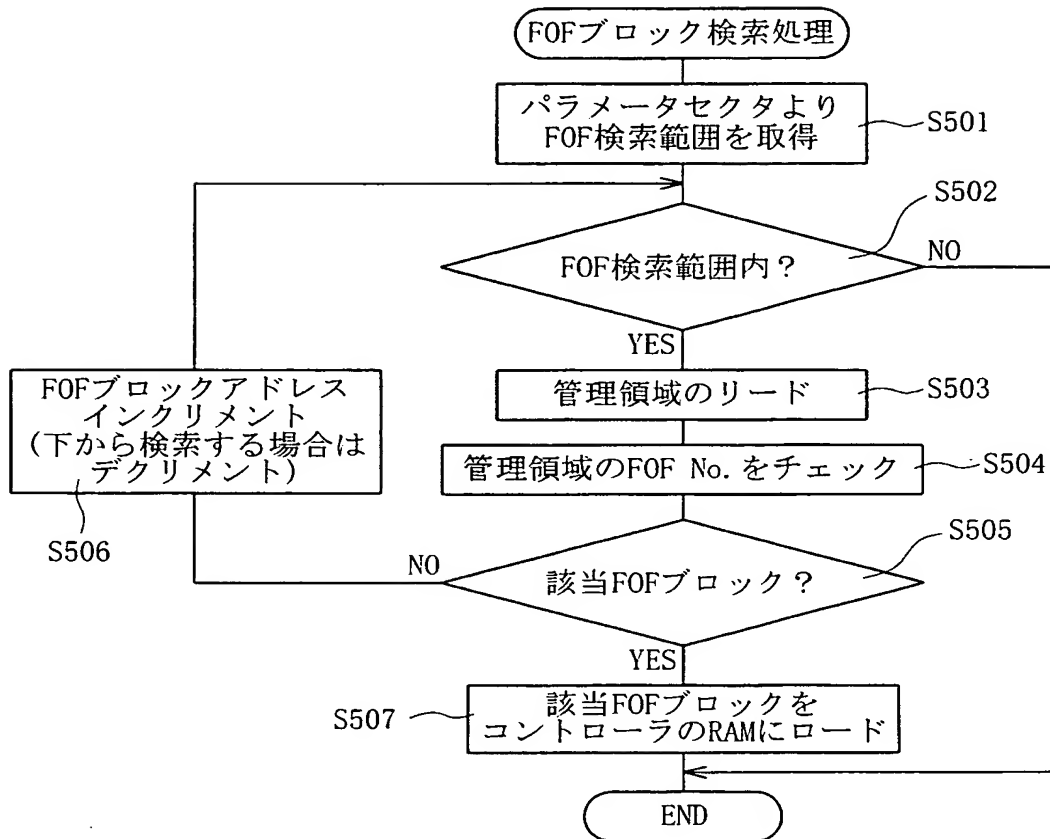 FOFブロック検索処理
パラメータセクタより
FOF検索範囲を取得
S501
S502
FOF検索範囲内?
NO
YES
FOFブロックアドレス
インクリメント
(下から検索する場合は
デクリメント)
S506
管理領域のリード
S503
管理領域のFOF No.をチェック
S504
S505
該当FOFブロック?
NO
YES
該当FOFブロックを
コントローラのRAMにロード
S507
END